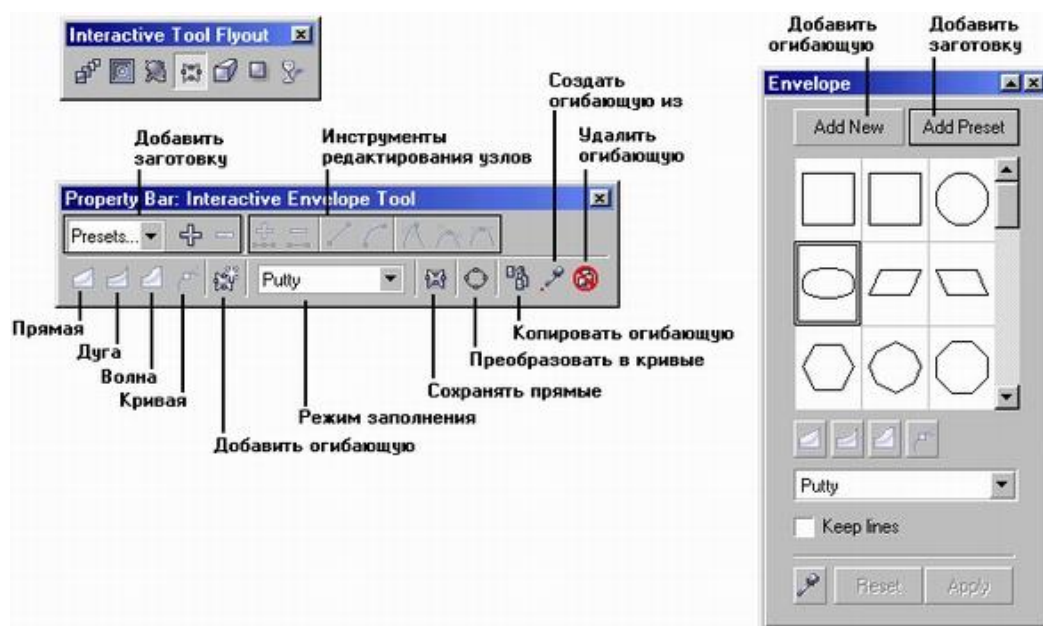 Добавить
огибающую
Добавить
заготовку
Interactive Tool Flyout
Создать
огибающую из
Удалить
огибающую
Добавить
заготовку
Инструменты
редактирования узлов
Property Bar: Interactive Envelope Tool
Presets...
Putty
Прямая
Дуга
Волна
Кривая
Добавить огибающую
Режим заполнения
Сохранять прямые
Преобразовать в кривые
Копировать огибающую
Envelope
Add New
Add Preset
Putty
Keep lines
Reset
Apply